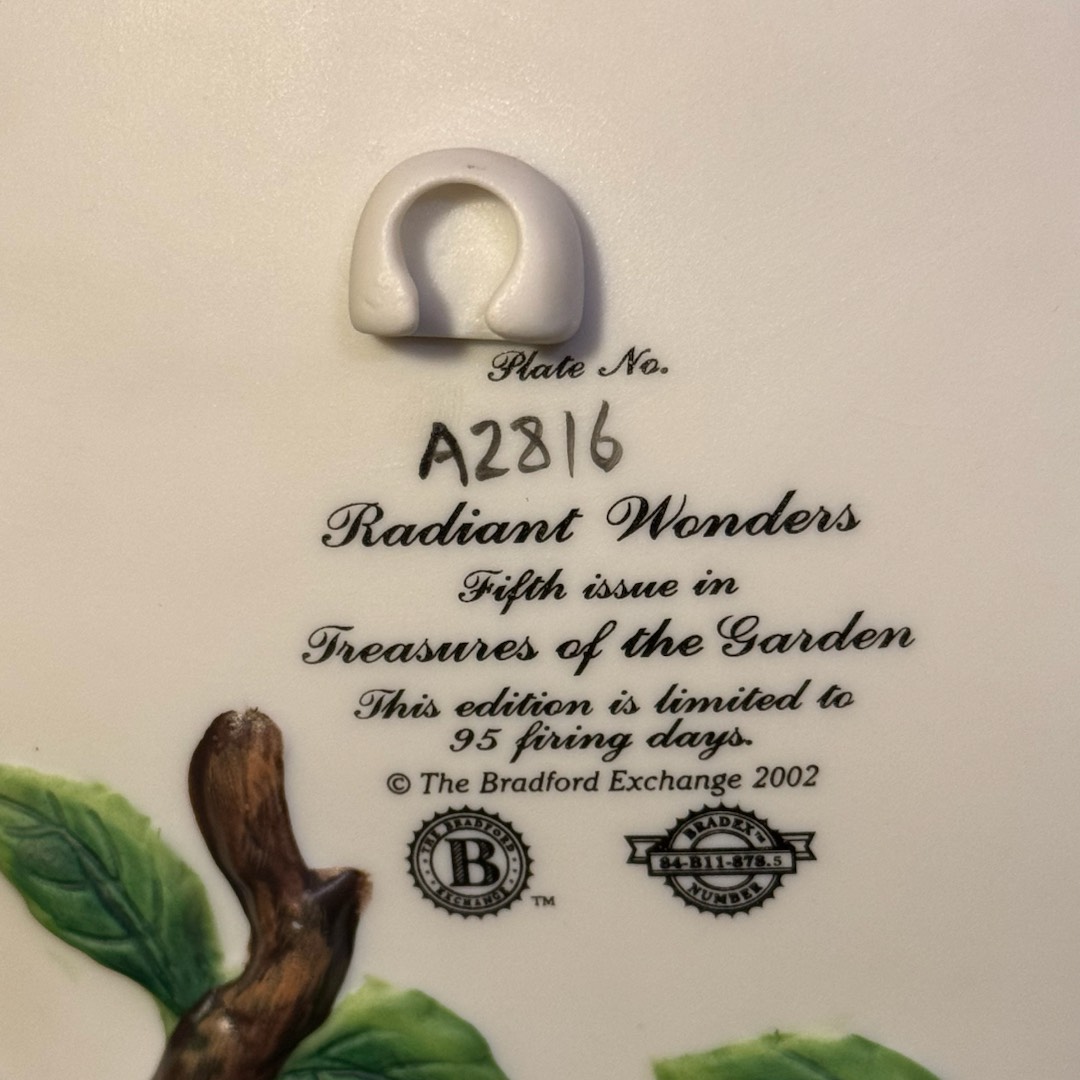 Plate No.
A2816
Radiant Wonders
Fifth issue in
Treasures of the Garden
This edition is limited to
95 firing days.
© The Bradford Exchange 2002
THE BRADFORD
B
EXCHANGE
TM
BRADEX™
84-B11-878.5
NUMBER